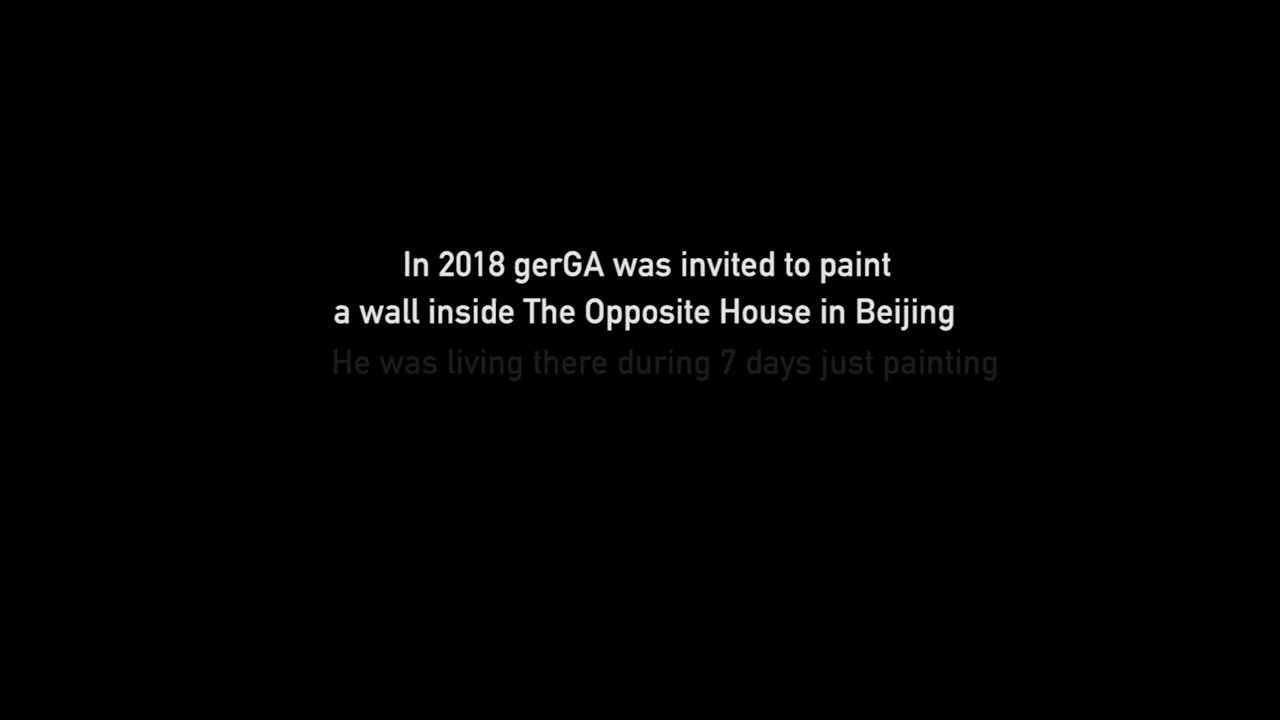 In 2018 gerGA was invited to paint
a wall inside The Opposite House in Beijing
He was living there during 7 days just painting